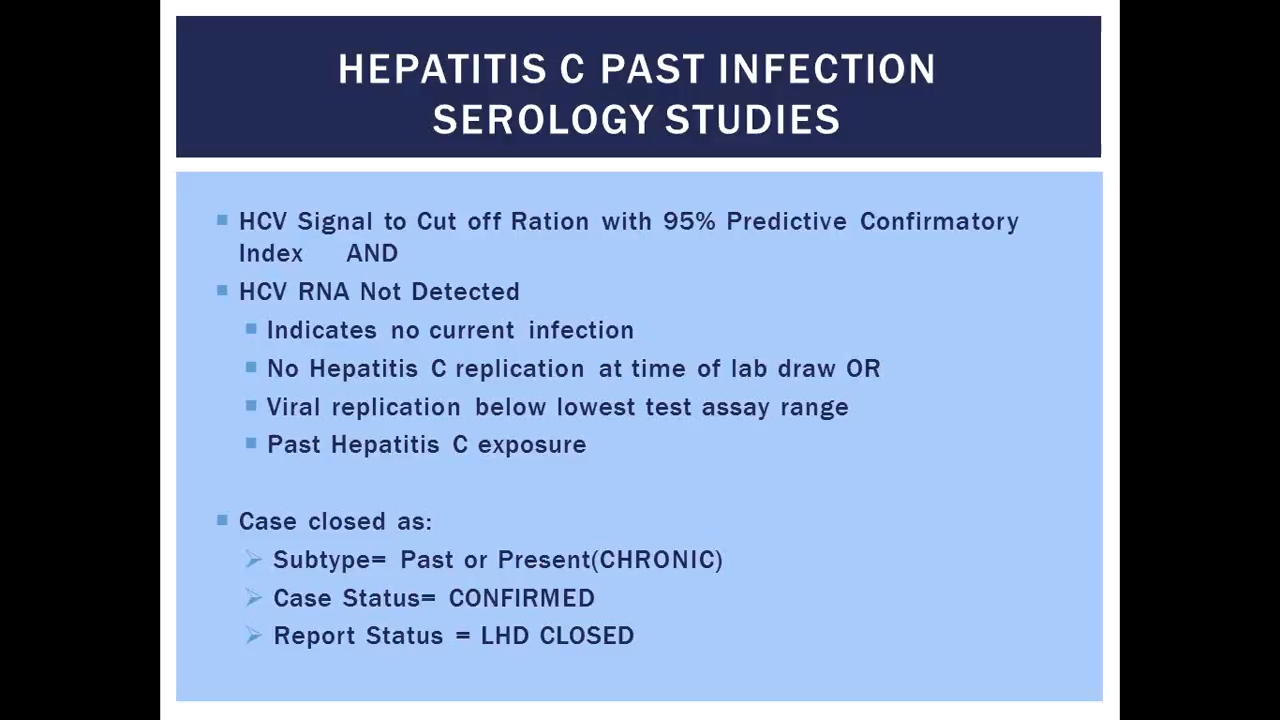 HEPATITIS C PAST INFECTION
SEROLOGY STUDIES
HCV Signal to Cut off Ration with 95% Predictive Confirmatory
Index AND
HCV RNA Not Detected
Indicates no current infection
No Hepatitis C replication at time of lab draw OR
Viral replication below lowest test assay range
Past Hepatitis C exposure
Case closed as:
Subtype= Past or Present(CHRONIC)
Case Status= CONFIRMED
Report Status = LHD CLOSED